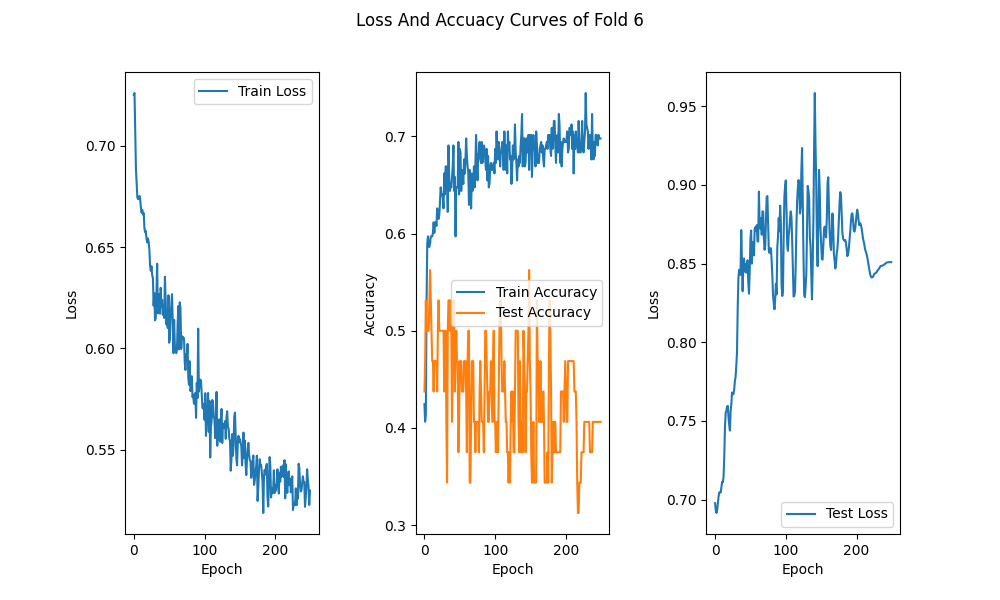 Loss And Accuacy Curves of Fold 6
Train Loss
0.70
0.65
0.60
0.55
Loss
0
100
200
Epoch
Train Accuracy
Test Accuracy
0.7
0.6
0.5
0.4
0.3
Accuracy
0
100
200
Epoch
0.95
0.90
0.85
0.80
0.75
0.70
Loss
Test Loss
0
100
200
Epoch